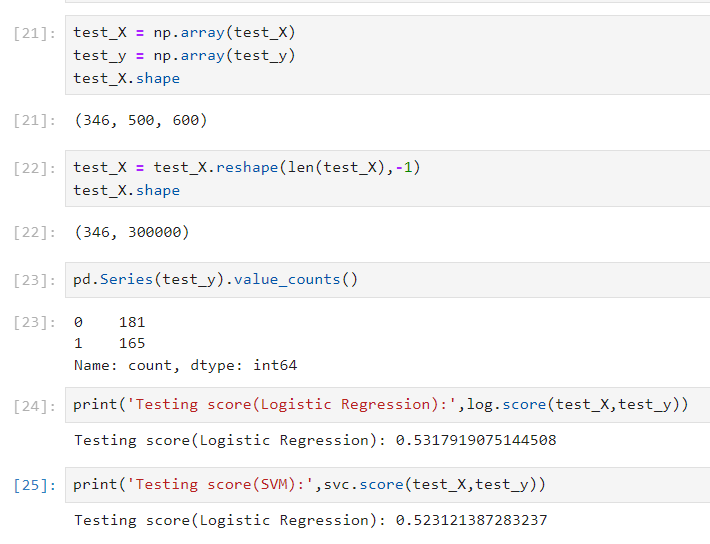 [21]: test_X = np.array(test_X)
test_y = np.array(test_y)
test_X.shape
[21]: (346, 500, 600)
[22]: test_X = test_X.reshape(len(test_X),-1)
test_X.shape
[22]: (346, 300000)
[23]: pd.Series(test_y).value_counts()
[23]: 0    181
1    165
Name: count, dtype: int64
[24]: print('Testing score(Logistic Regression):',log.score(test_X,test_y))
Testing score(Logistic Regression): 0.5317919075144508
[25]: print('Testing score(SVM):',svc.score(test_X,test_y))
Testing score(Logistic Regression): 0.523121387283237